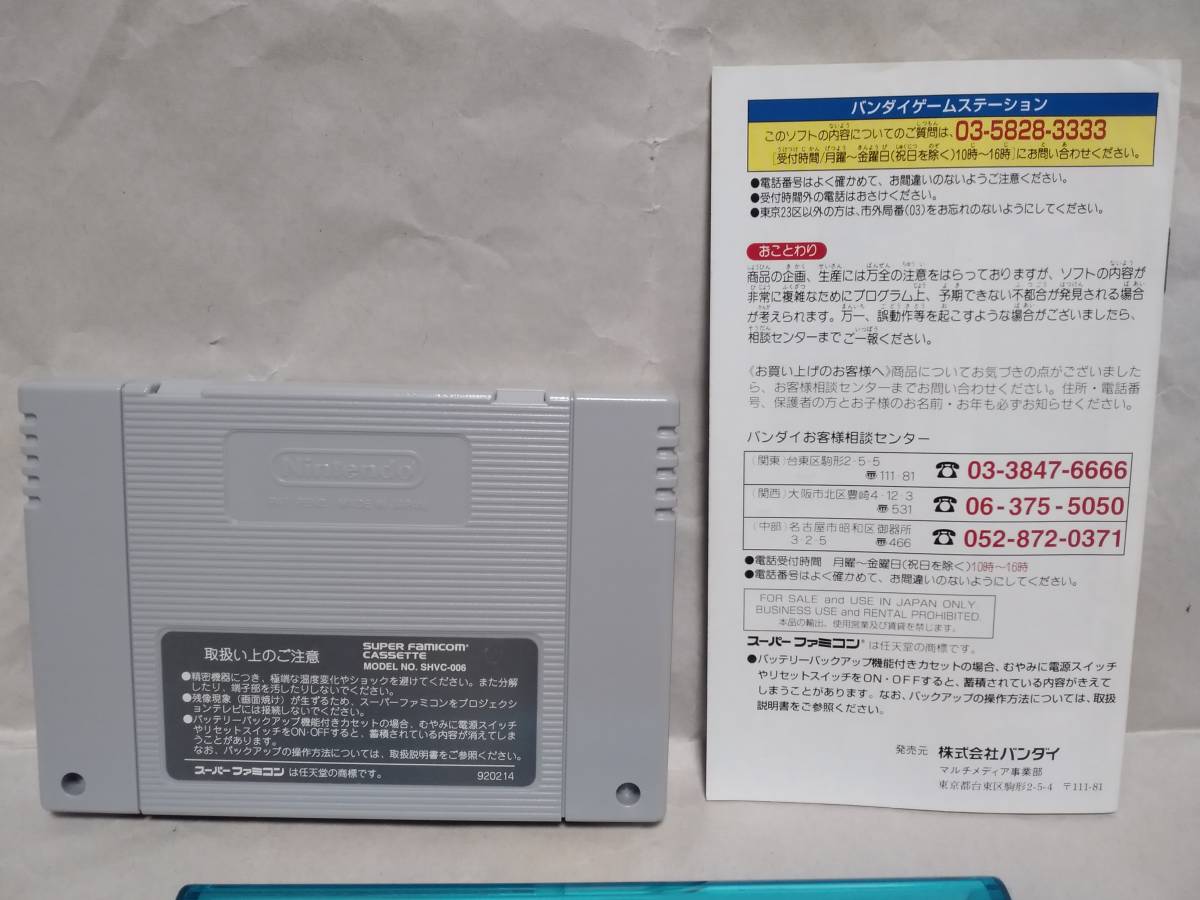 Nintendo
取扱い上のご注意
SUPER FAMICOM
CASSETTE
MODEL NO. SHVC-006
●精密機器につき、極端な温度変化やショックを避けてください。また分解
したり、端子部を汚したりしないでください。
●残像現象（画面焼け）が生ずるため、スーパーファミコンをプロジェクシ
ョンテレビには接続しないでください。
●バッテリーバックアップ機能付きカセットの場合、むやみに電源スイッチ
やリセットスイッチをON・OFFすると、蓄積されている内容が消えてしま
うことがあります。
なお、バックアップの操作方法については、取扱説明書をご参照ください。
スーパーファミコン は任天堂の商標です。
920214
バンダイゲームステーション
このソフトの内容についてのご質問は、03-5828-3333
［受付時間/月曜〜金曜日(祝日を除く)10時〜16時］にお問い合わせください。
●電話番号はよく確かめて、お間違いのないようご注意ください。
●受付時間外の電話はおさけください。
●東京23区以外の方は、市外局番(03)をお忘れのないようにしてください。
おことわり
商品の企画、生産には万全の注意をはらっておりますが、ソフトの内容が
非常に複雑なためにプログラム上、予期できない不都合が発見される場合
が考えられます。万一、誤動作等を起こすような場合がございましたら、
相談センターまでご一報ください。
《お買い上げのお客様へ》商品についてお気づきの点がございました
ら、お客様相談センターまでお問い合わせください。住所・電話番
号、保護者の方とお子様のお名前・お年も必ずお知らせください。
バンダイお客様相談センター
(関東)台東区駒形2-5-5
〒111-81
☎ 03-3847-6666
(関西)大阪市北区豊崎4-12-3
〒531
☎ 06-375-5050
(中部)名古屋市昭和区御器所
3-2-5 〒466
☎ 052-872-0371
●電話受付時間 月曜〜金曜日(祝日を除く)10時〜16時
●電話番号はよく確かめて、お間違いのないようにしてください。
FOR SALE and USE IN JAPAN ONLY
BUSINESS USE and RENTAL PROHIBITED.
本品の輸出、使用営業及び賃貸を禁じます。
スーパーファミコン® は任天堂の商標です。
●バッテリーバックアップ機能付きカセットの場合、むやみに電源スイッチ
やリセットスイッチをON・OFFすると、蓄積されている内容がきえて
しまうことがあります。なお、バックアップの操作方法については、取扱
説明書をご参照ください。
発売元 株式会社バンダイ
マルチメディア事業部
東京都台東区駒形2-5-4 〒111-81